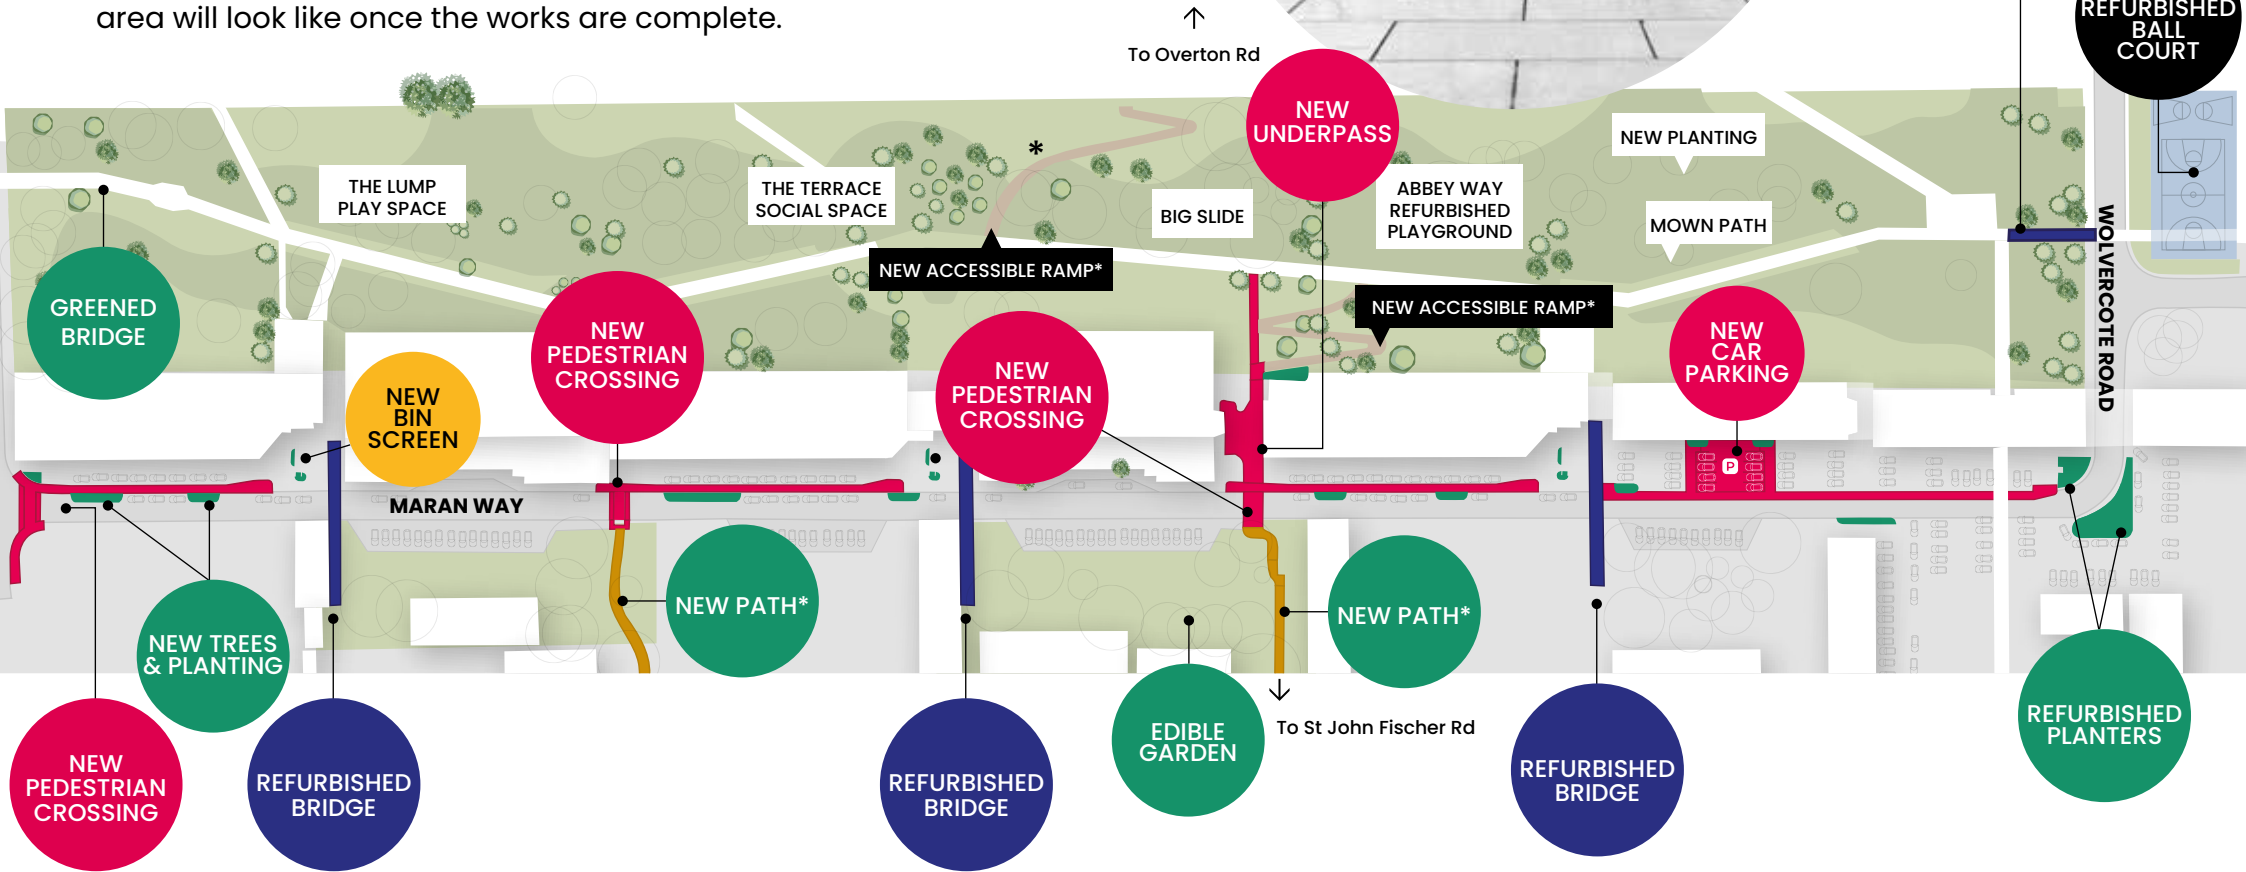 area will look like once the works are complete.
To Overton Rd
REFURBISHED
BALL
COURT
NEW
UNDERPASS
NEW PLANTING
THE LUMP
PLAY SPACE
THE TERRACE
SOCIAL SPACE
*
BIG SLIDE
ABBEY WAY
REFURBISHED
PLAYGROUND
MOWN PATH
WOLVERCOTE ROAD
NEW ACCESSIBLE RAMP*
NEW ACCESSIBLE RAMP*
GREENED
BRIDGE
NEW
BIN
SCREEN
NEW
PEDESTRIAN
CROSSING
NEW
PEDESTRIAN
CROSSING
NEW
CAR
PARKING
P
MARAN WAY
NEW TREES
& PLANTING
NEW PATH*
NEW PATH*
NEW
PEDESTRIAN
CROSSING
REFURBISHED
BRIDGE
REFURBISHED
BRIDGE
EDIBLE
GARDEN
To St John Fischer Rd
REFURBISHED
BRIDGE
REFURBISHED
PLANTERS